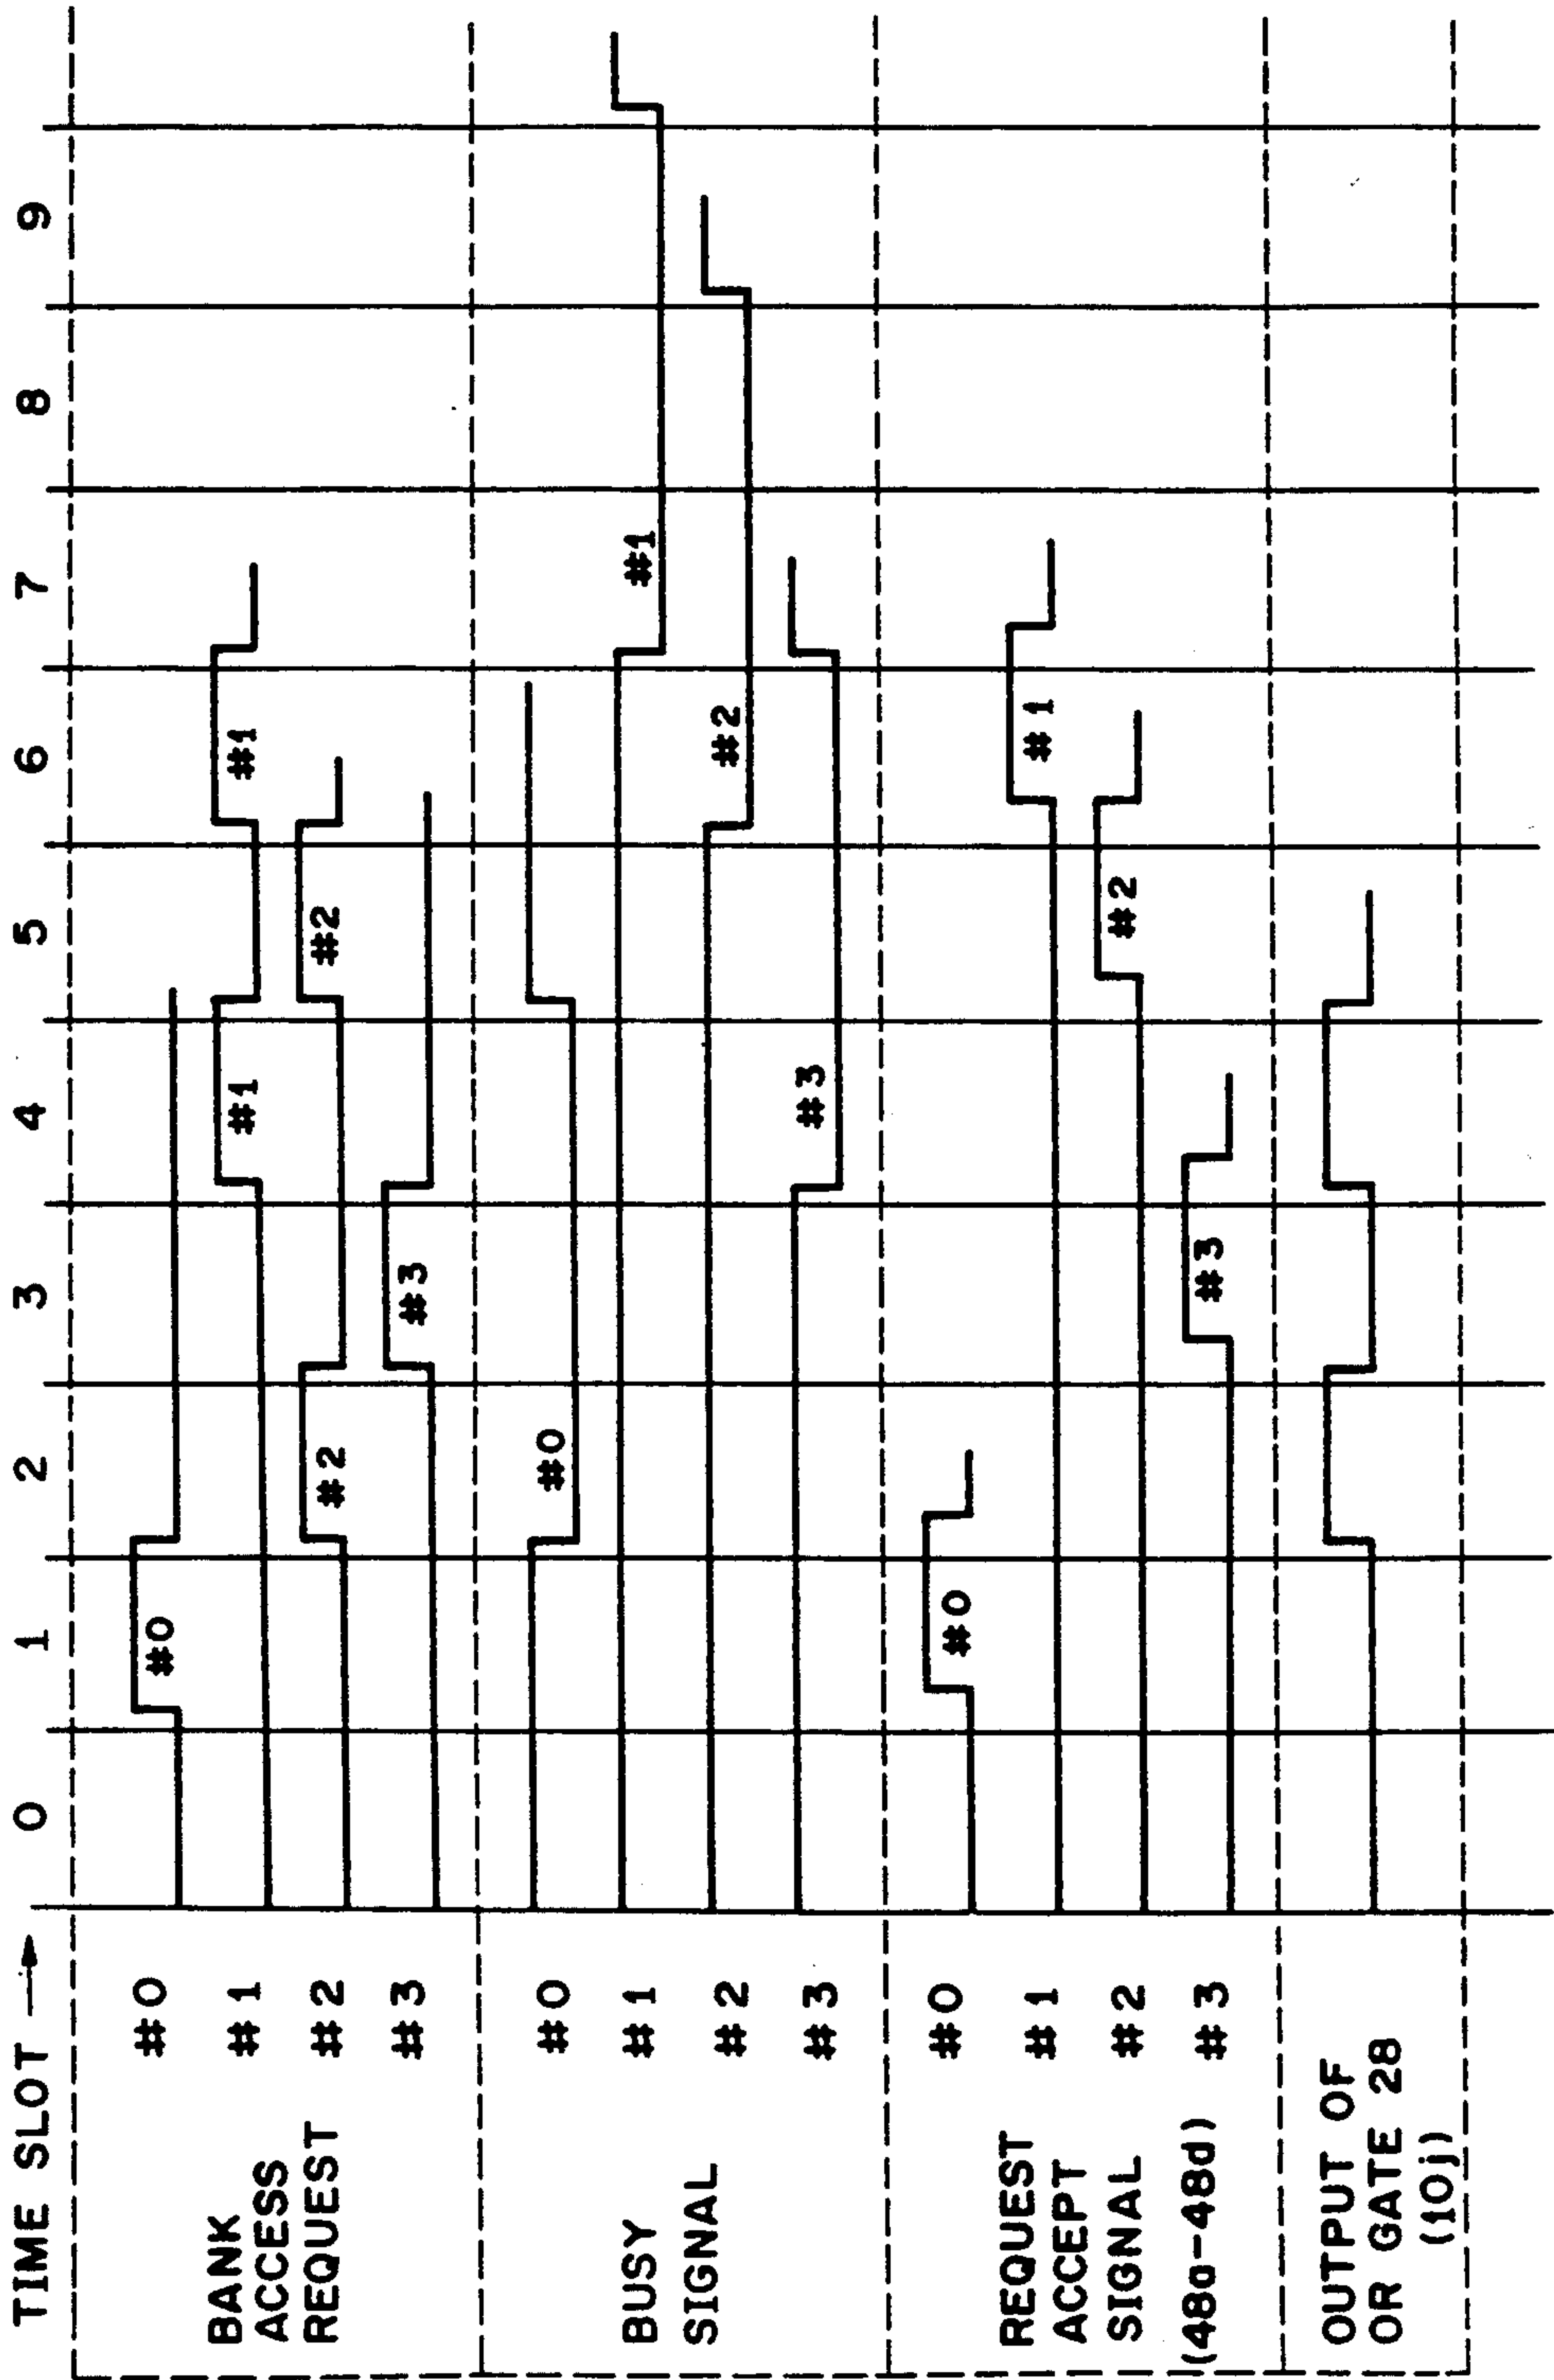 TIME SLOT → 0 1 2 3 4 5 6 7 8 9
BANK
ACCESS
REQUEST
#0
#1
#2
#3
#0
#1
#1
#2
#2
#3
BUSY
SIGNAL
#0
#1
#2
#3
#0
#1
#2
#3
REQUEST
ACCEPT
SIGNAL
(48a-48d)
#0
#1
#2
#3
#0
#1
#2
#3
OUTPUT OF
OR GATE 28
(10j)